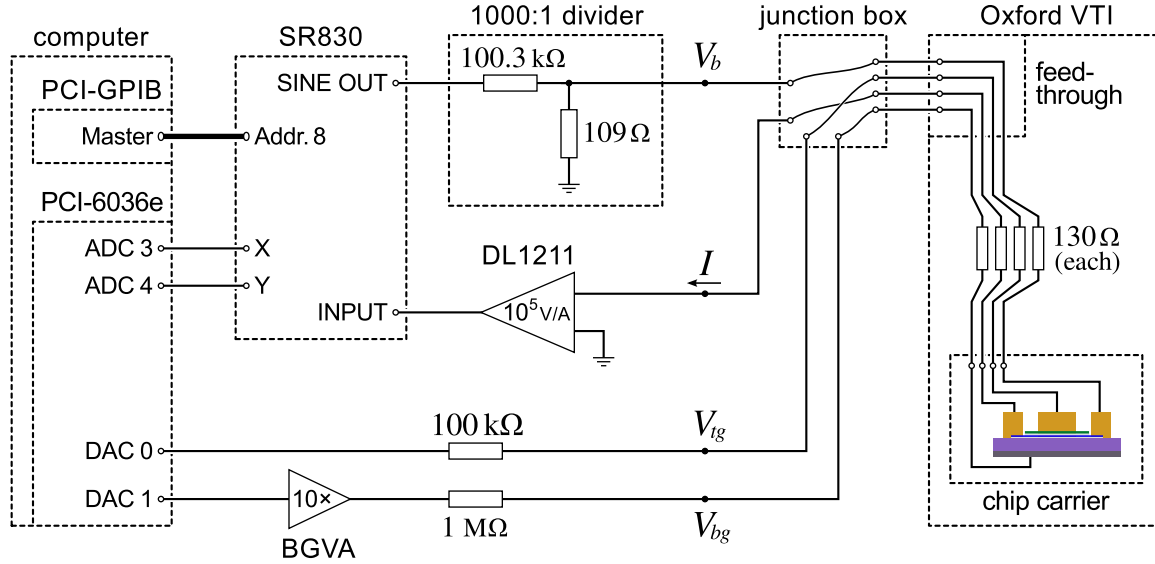 computer
SR830
1000:1 divider
junction box
Oxford VTI
PCI-GPIB
Master
SINE OUT
Addr. 8
100.3 kΩ
109 Ω
V_b
feed-
through
PCI-6036e
ADC 3
ADC 4
X
Y
INPUT
DL1211
10⁵ V/A
I
130 Ω
(each)
DAC 0
100 kΩ
V_tg
DAC 1
10×
BGVA
1 MΩ
V_bg
chip carrier